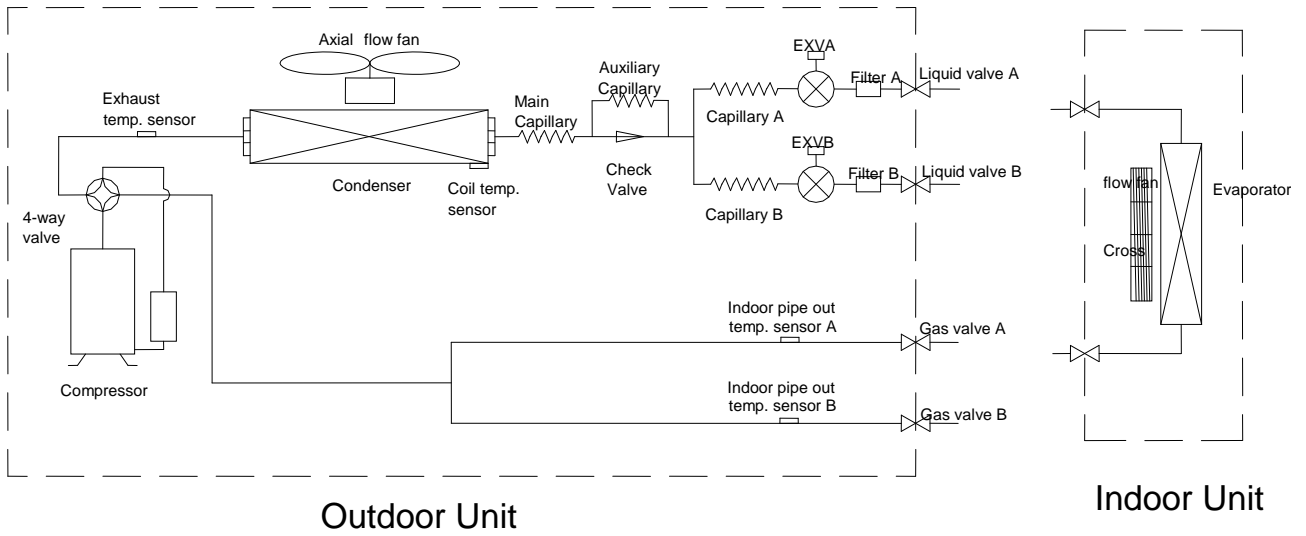 Axial flow fan
EXVA
Auxiliary
Capillary
Filter A
Liquid valve A
Exhaust
temp. sensor
Main
Capillary
Capillary A
EXVB
Condenser
Coil temp.
sensor
Check
Valve
Filter B
Liquid valve B
Capillary B
4-way
valve
Indoor pipe out
temp. sensor A
Gas valve A
Compressor
Indoor pipe out
temp. sensor B
Gas valve B
Outdoor Unit
flow fan
Evaporator
Cross
Indoor Unit